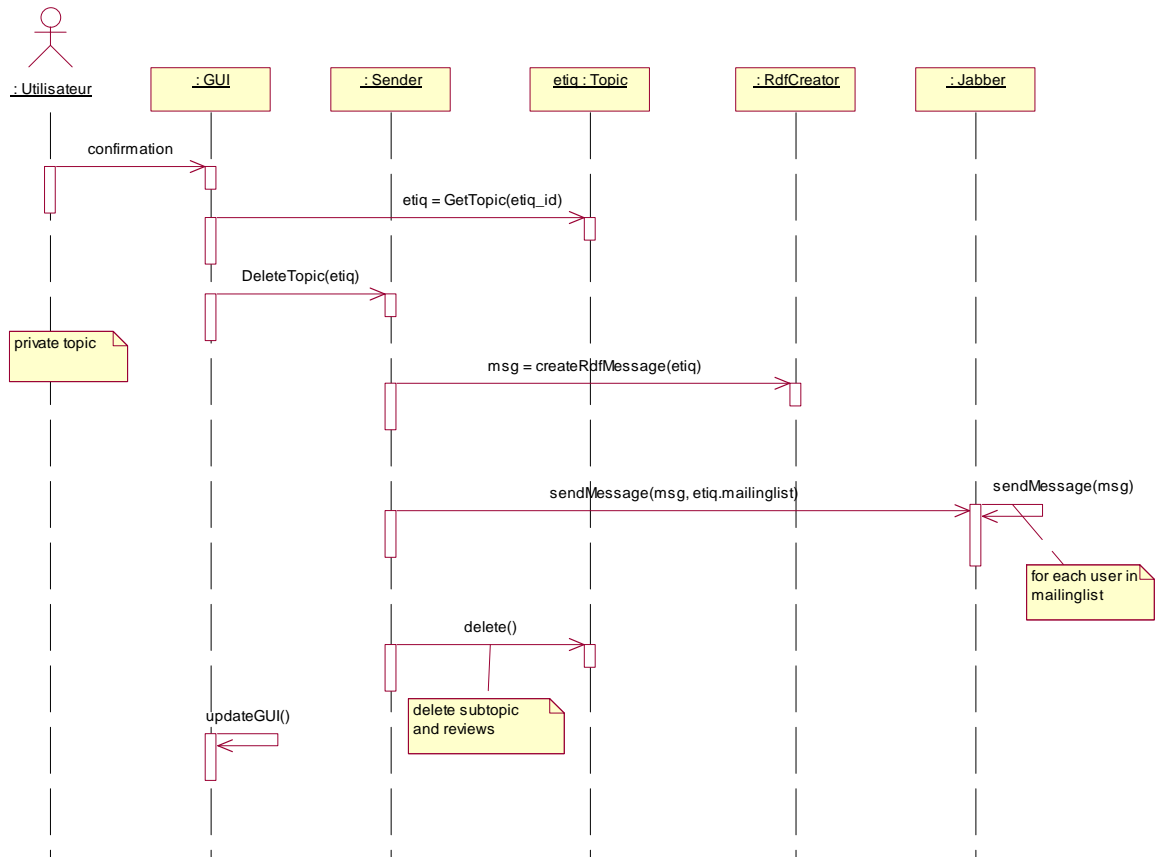 : Utilisateur
: GUI
: Sender
etiq : Topic
: RdfCreator
: Jabber
confirmation
etiq = GetTopic(etiq_id)
DeleteTopic(etiq)
private topic
msg = createRdfMessage(etiq)
sendMessage(msg, etiq.mailinglist)
sendMessage(msg)
for each user in
mailinglist
delete()
delete subtopic
and reviews
updateGUI()